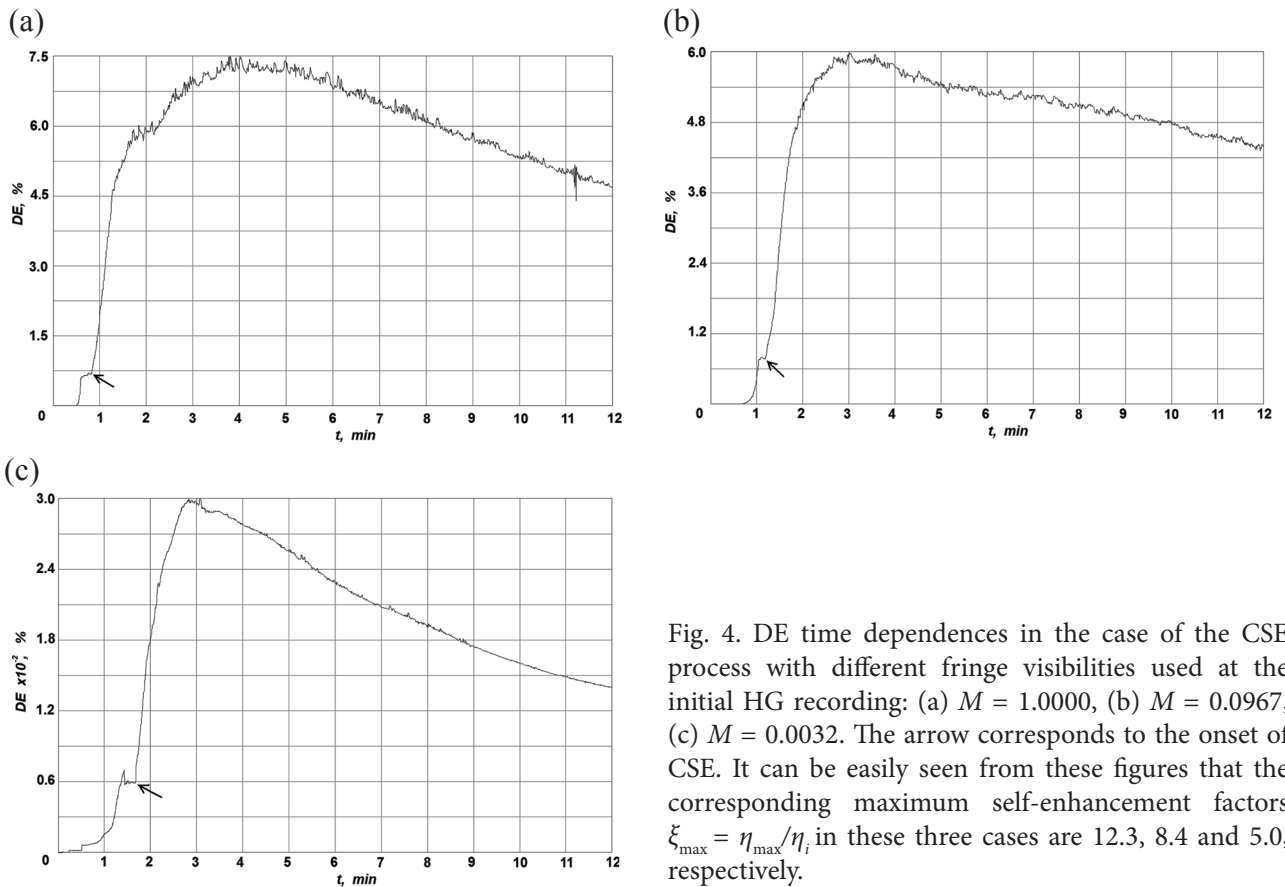 (a)
7.5
6.0
4.5
3.0
1.5
0
DE, %
0 1 2 3 4 5 6 7 8 9 10 11 12
t, min
(b)
6.0
4.8
3.6
2.4
1.2
0
DE, %
0 1 2 3 4 5 6 7 8 9 10 11 12
t, min
(c)
3.0
2.4
1.8
1.2
0.6
0
DE x10⁻², %
0 1 2 3 4 5 6 7 8 9 10 11 12
t, min
Fig. 4. DE time dependences in the case of the CSE
process with different fringe visibilities used at the
initial HG recording: (a) M = 1.0000, (b) M = 0.0967,
(c) M = 0.0032. The arrow corresponds to the onset of
CSE. It can be easily seen from these figures that the
corresponding maximum self-enhancement factors
ξmax = ηmax/ηi in these three cases are 12.3, 8.4 and 5.0,
respectively.